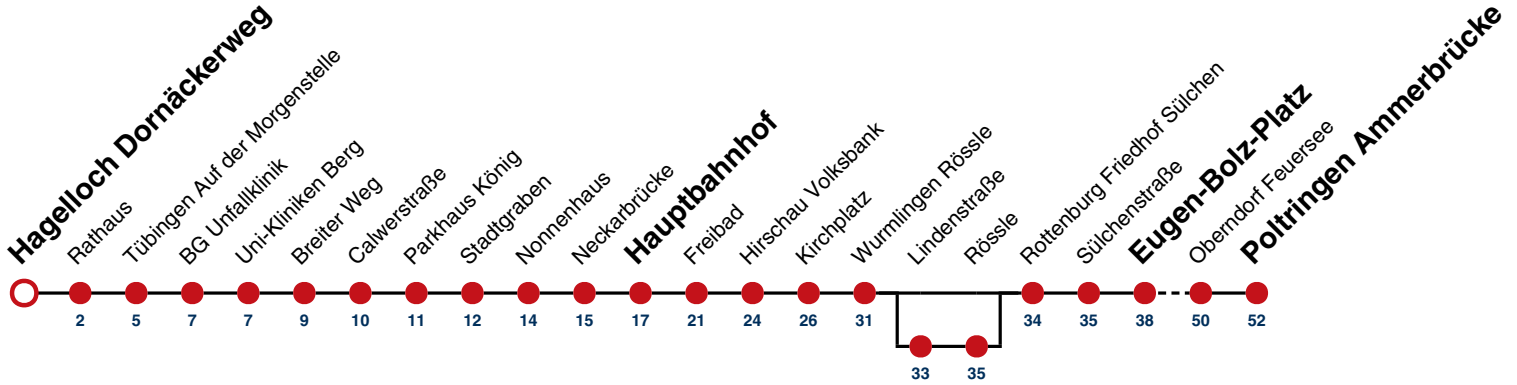 Hagelloch Dornäckerweg
Rathaus
Tübingen Auf der Morgenstelle
BG Unfallklinik
Uni-Kliniken Berg
Breiter Weg
Calwerstraße
Parkhaus König
Stadtgraben
Nonnenhaus
Neckarbrücke
Hauptbahnhof
Freibad
Hirschau Volksbank
Kirchplatz
Wurmlingen Rössle
Lindenstraße
Rössle
Rottenburg Friedhof Sülchen
Sülchenstraße
Eugen-Bolz-Platz
Oberndorf Feuersee
Poltringen Ammerbrücke
2 5 7 7 9 10 11 12 14 15 17 21 24 26 31 34 35 38 50 52
33 35